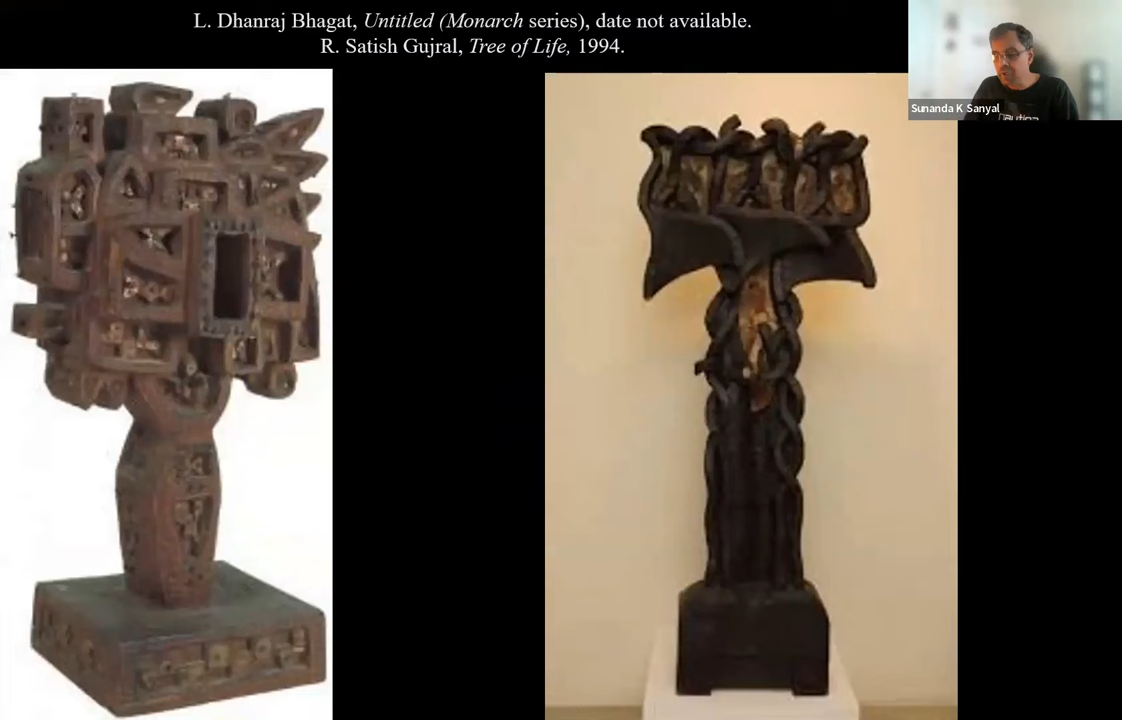 L. Dhanraj Bhagat, Untitled (Monarch series), date not available.
R. Satish Gujral, Tree of Life, 1994.
Sunanda K Sanyal